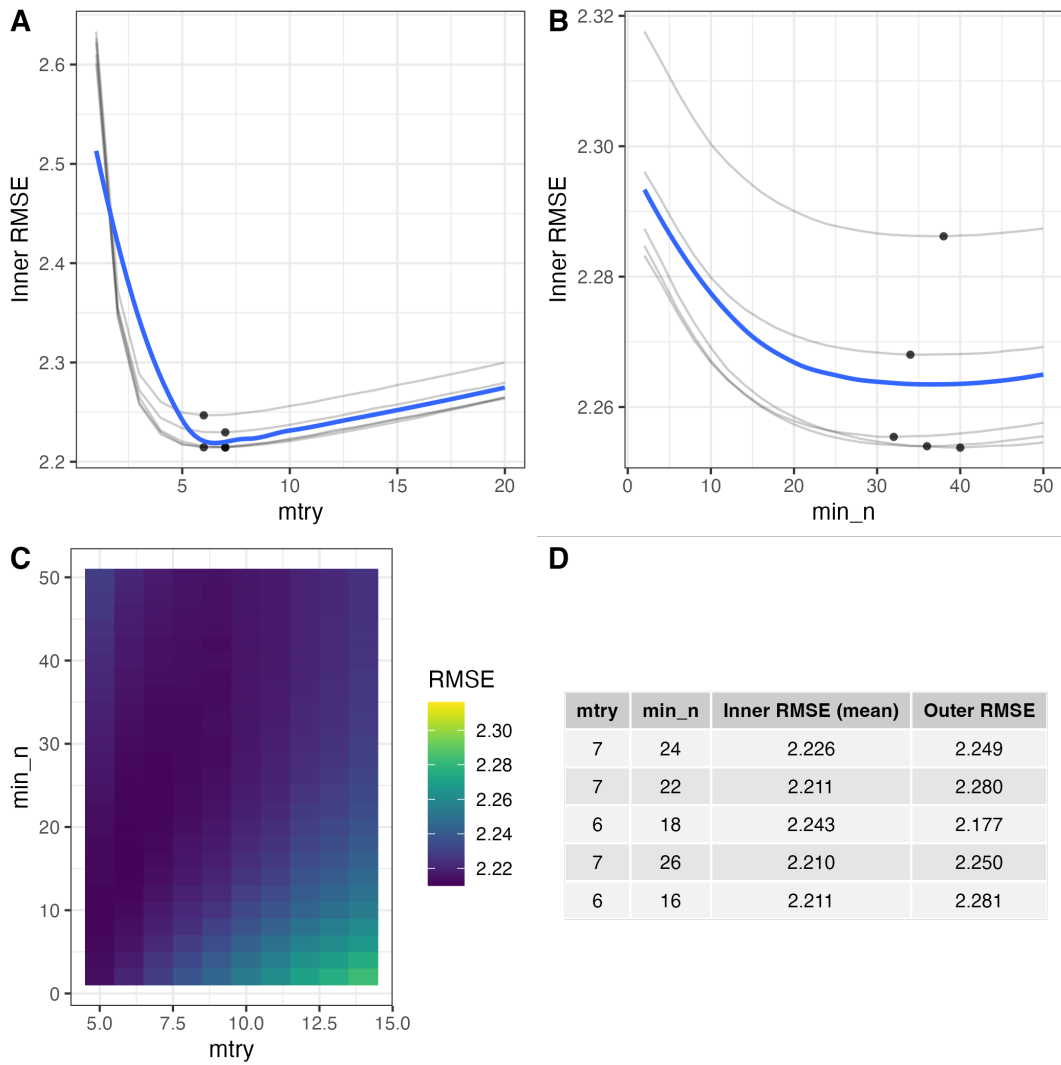 A
Inner RMSE
2.6
2.5
2.4
2.3
2.2
5
10
15
20
mtry
B
Inner RMSE
2.32
2.30
2.28
2.26
0
10
20
30
40
50
min_n
C
min_n
50
40
30
20
10
0
5.0
7.5
10.0
12.5
15.0
mtry
RMSE
2.30
2.28
2.26
2.24
2.22
D
mtry min_n Inner RMSE (mean) Outer RMSE
7 24 2.226 2.249
7 22 2.211 2.280
6 18 2.243 2.177
7 26 2.210 2.250
6 16 2.211 2.281